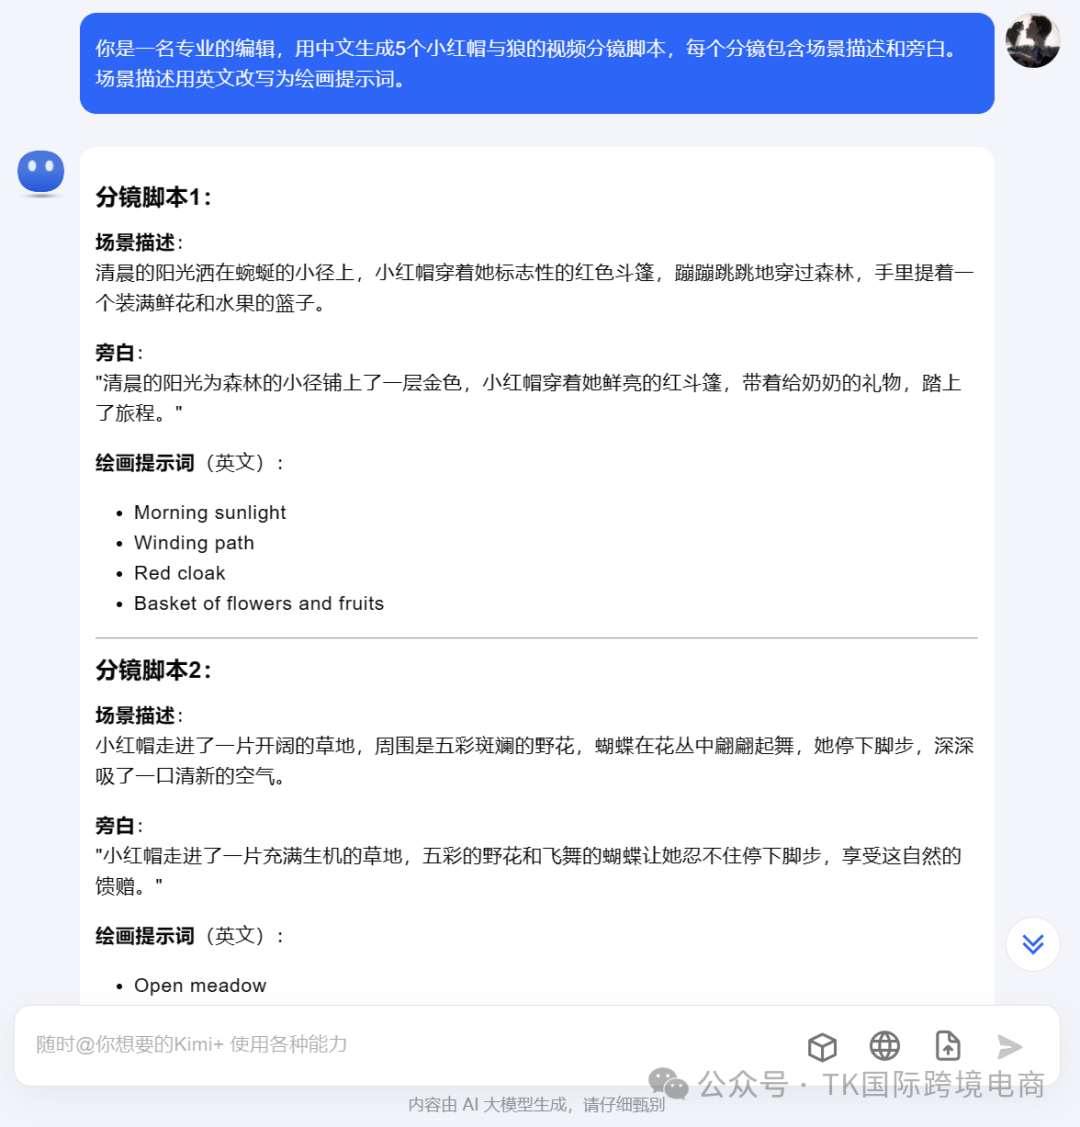 你是一名专业的编辑，用中文生成5个小红帽与狼的视频分镜脚本，每个分镜包含场景描述和旁白。
场景描述用英文改写为绘画提示词。
分镜脚本1：
场景描述：
清晨的阳光洒在蜿蜒的小径上，小红帽穿着她标志性的红色斗篷，蹦蹦跳跳地穿过森林，手里提着一
个装满鲜花和水果的篮子。
旁白：
"清晨的阳光为森林的小径铺上了一层金色，小红帽穿着她鲜亮的红斗篷，带着给奶奶的礼物，踏上
了旅程。"
绘画提示词（英文）：
• Morning sunlight
• Winding path
• Red cloak
• Basket of flowers and fruits
分镜脚本2：
场景描述：
小红帽走进了一片开阔的草地，周围是五彩斑斓的野花，蝴蝶在花丛中翩翩起舞，她停下脚步，深深
吸了一口清新的空气。
旁白：
"小红帽走进了一片充满生机的草地，五彩的野花和飞舞的蝴蝶让她忍不住停下脚步，享受这自然的
馈赠。"
绘画提示词（英文）：
• Open meadow
随时@你想要的Kimi+ 使用各种能力
公众号 · TK国际跨境电商
内容由 AI 大模型生成，请仔细甄别